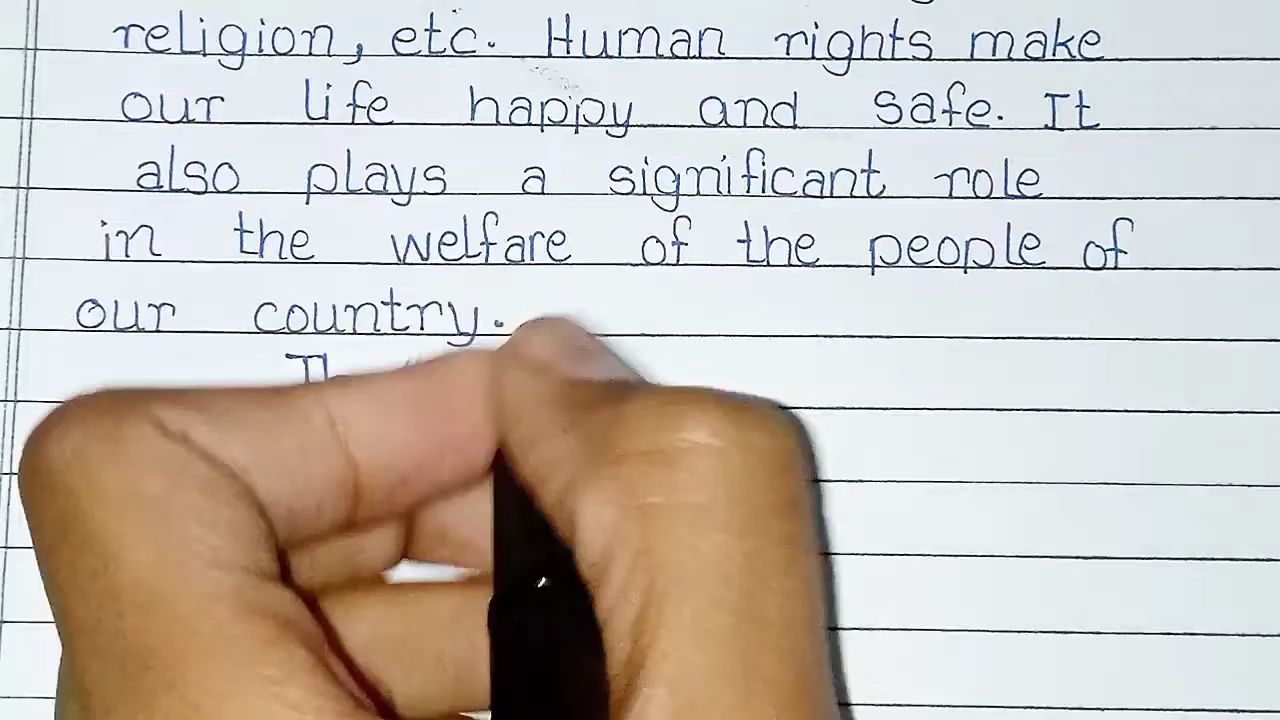 religion, etc. Human rights make
our life happy and safe. It
also plays a significant role
in the welfare of the people of
our country.